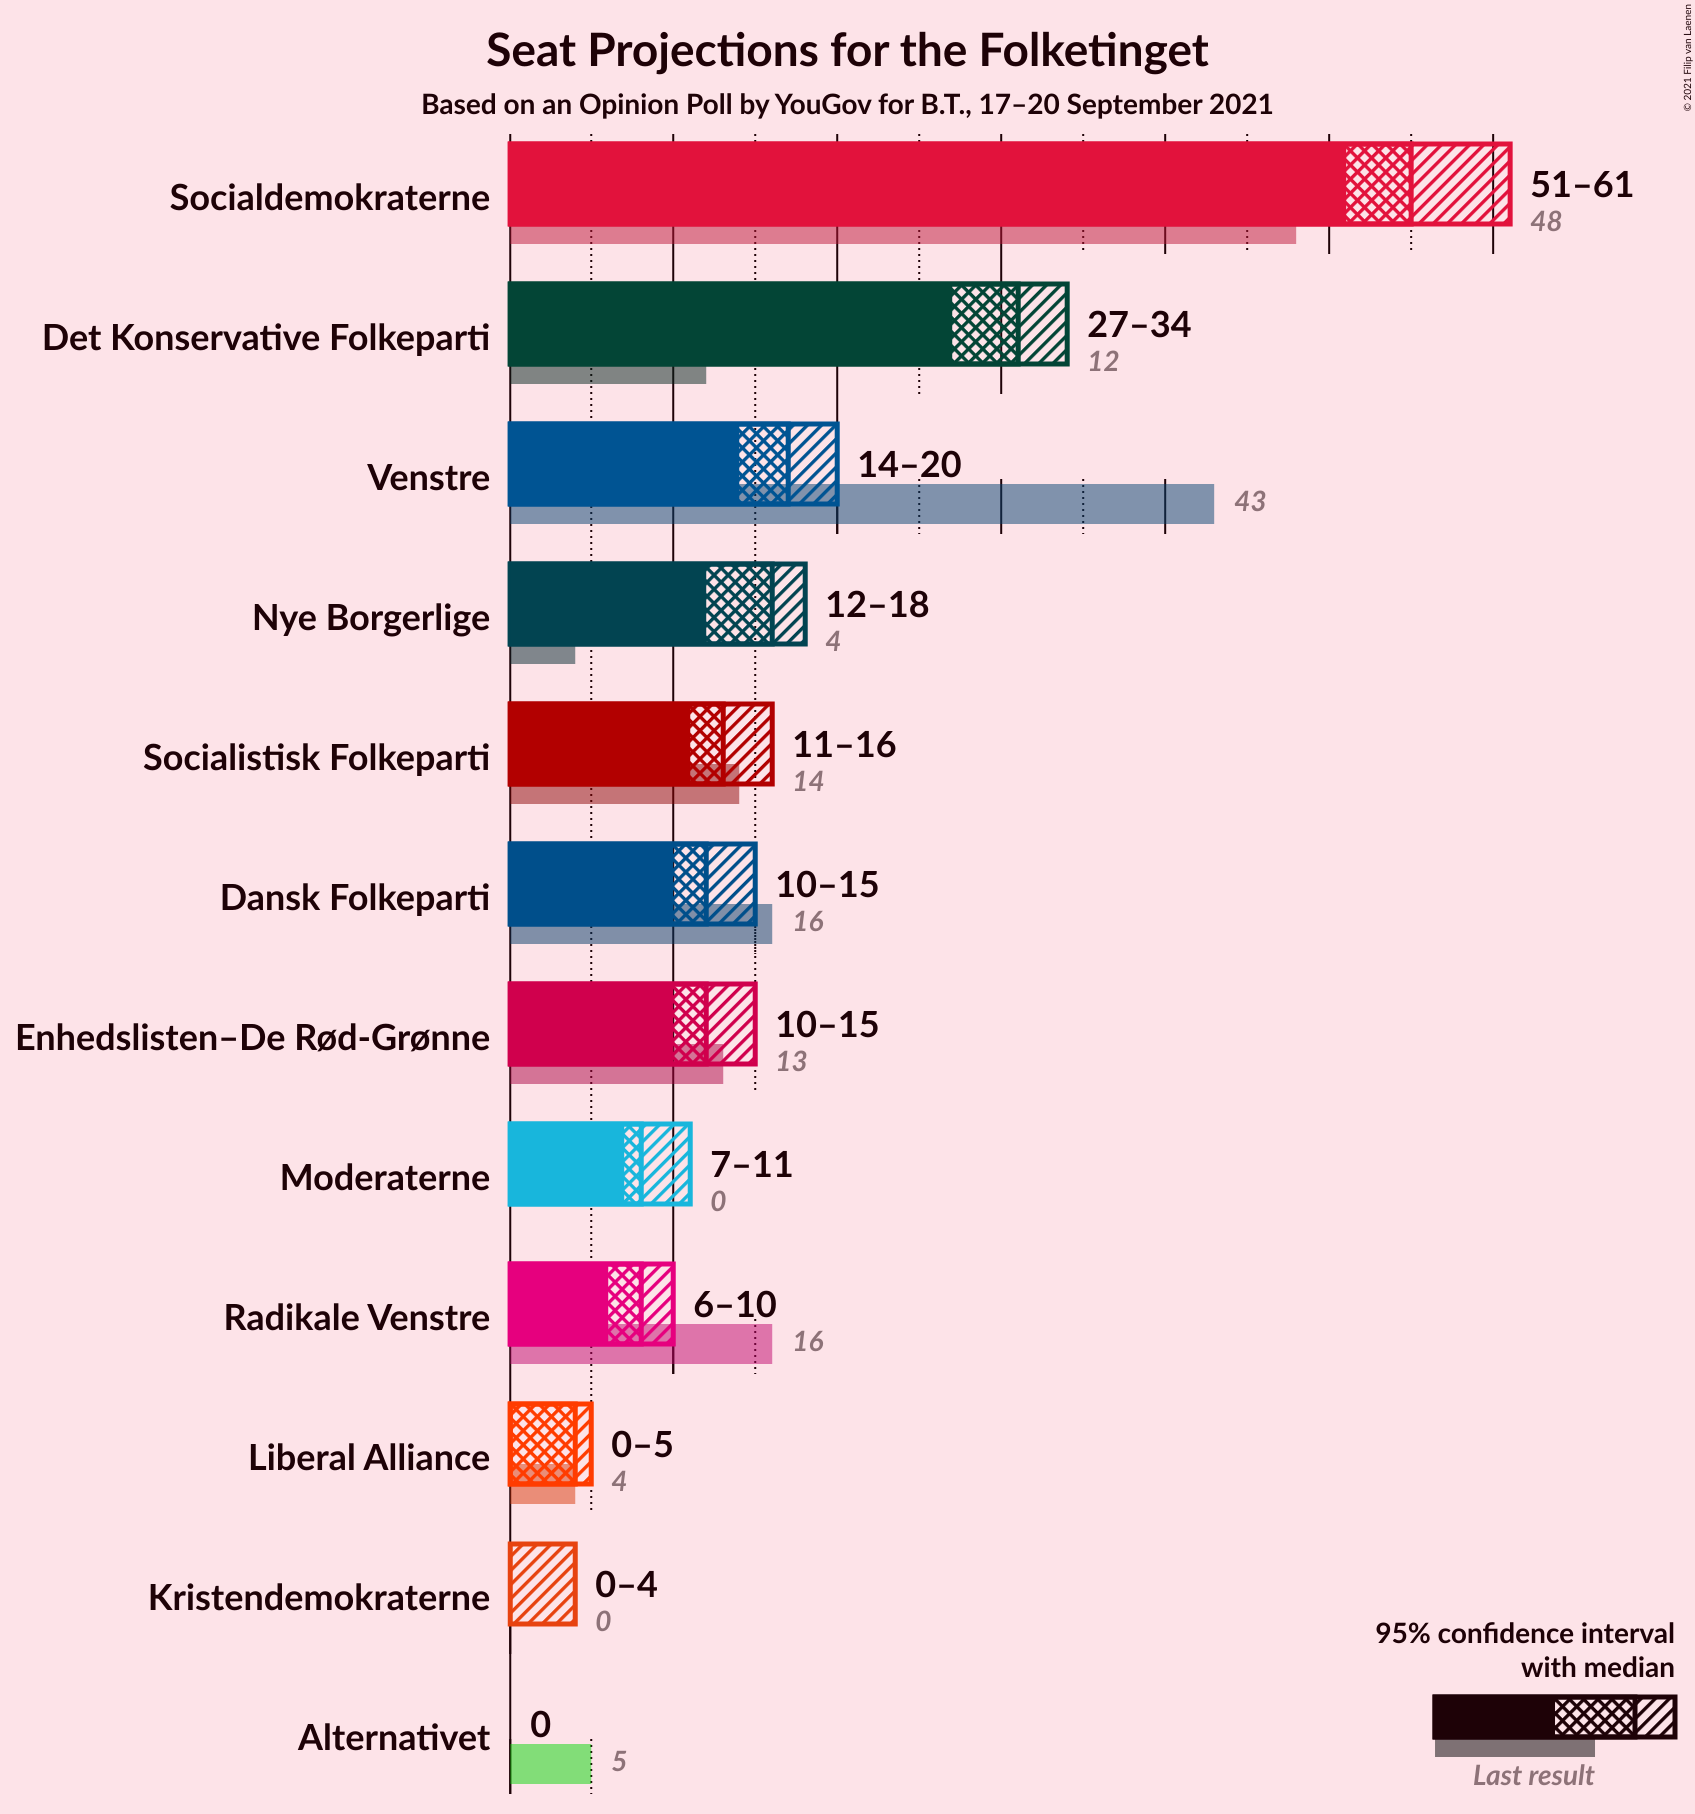 Seat Projections for the Folketinget
Based on an Opinion Poll by YouGov for B.T., 17–20 September 2021
© 2021 Filip van Laenen
Socialdemokraterne
51–61
48
Det Konservative Folkeparti
27–34
12
Venstre
14–20
43
Nye Borgerlige
12–18
4
Socialistisk Folkeparti
11–16
14
Dansk Folkeparti
10–15
16
Enhedslisten–De Rød-Grønne
10–15
13
Moderaterne
7–11
0
Radikale Venstre
6–10
16
Liberal Alliance
0–5
4
Kristendemokraterne
0–4
0
Alternativet
0
5
95% confidence interval
with median
Last result